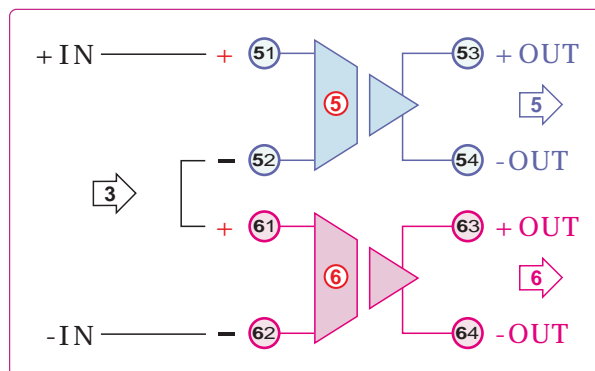 +IN + 51 53 +OUT
5 5
- 52 54 -OUT
3
+ 61 63 +OUT
6 6
-IN - 62 64 -OUT